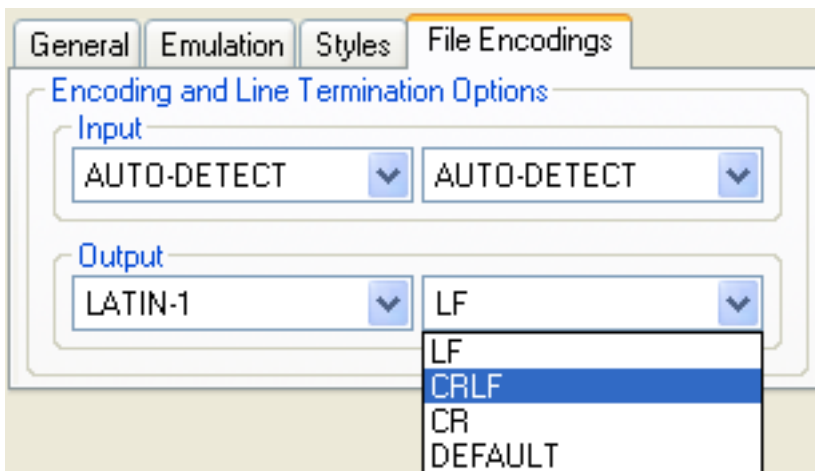 General Emulation Styles File Encodings
Encoding and Line Termination Options
Input
AUTO-DETECT AUTO-DETECT
Output
LATIN-1 LF
LF
CRLF
CR
DEFAULT